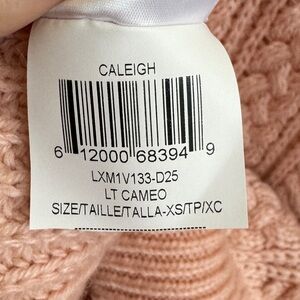 CALEIGH
6 12000 68394 9
LXM1V133-D25
LT CAMEO
SIZE/TAILLE/TALLA-XS/TP/XC